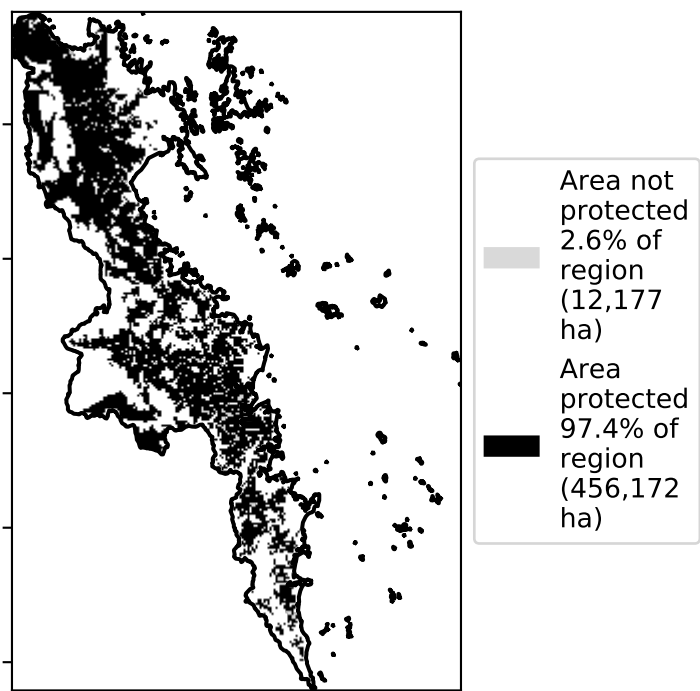 Area not
protected
2.6% of
region
(12,177
ha)
Area
protected
97.4% of
region
(456,172
ha)